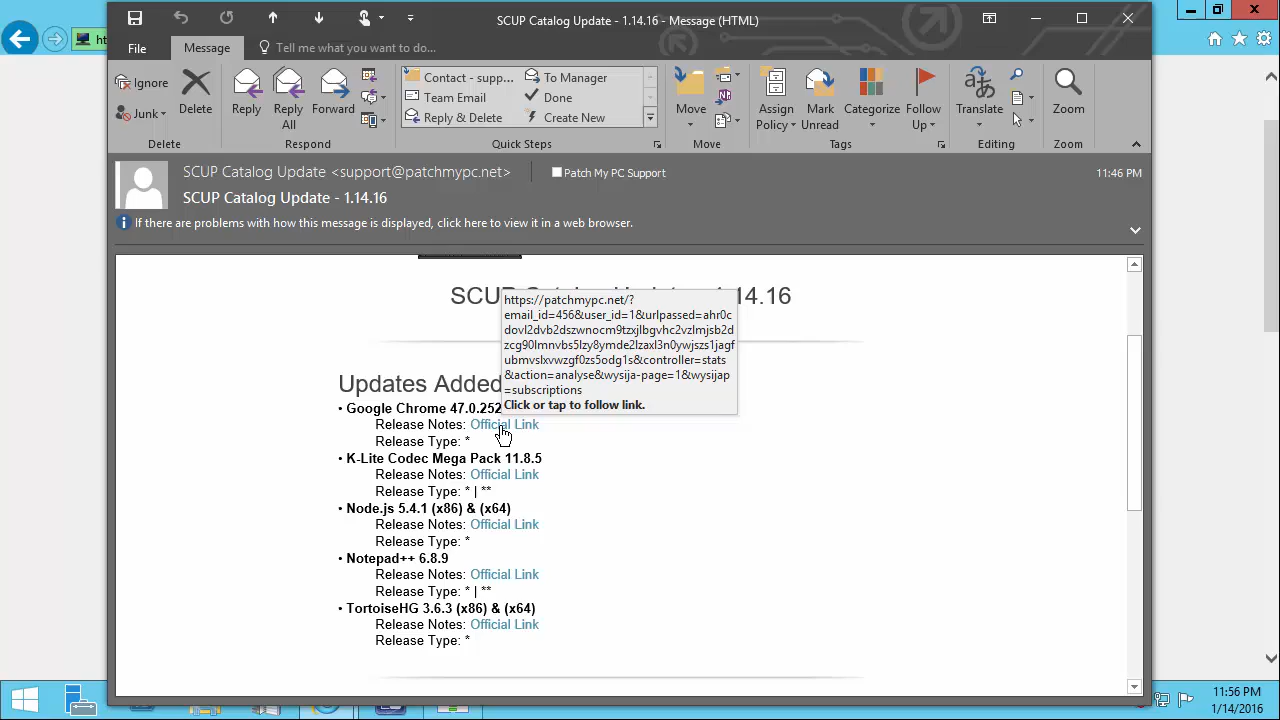 SCUP Catalog Update - 1.14.16 - Message (HTML)
File
Message
Tell me what you want to do...
Ignore
Junk
Delete
Reply
Reply All
Forward
Contact - supp...
To Manager
Team Email
Done
Reply & Delete
Create New
Move
Assign Policy
Mark Unread
Categorize
Follow Up
Translate
Zoom
Delete
Respond
Quick Steps
Move
Tags
Editing
Zoom
SCUP Catalog Update <support@patchmypc.net>
Patch My PC Support
11:46 PM
SCUP Catalog Update - 1.14.16
If there are problems with how this message is displayed, click here to view it in a web browser.
SCUP
14.16
https://patchmypc.net/?
email_id=456&user_id=1&urlpassed=ahr0c
dovl2dvb2dszwnocm9tzxjlbgvhc2vzlmjsb2d
zcg90lmnvbs5lzy8ymde2lzaxl3n0ywjszs1jagf
ubmvslxvwzgf0zs5odg1s&controller=stats
&action=analyse&wysija-page=1&wysijap
=subscriptions
Click or tap to follow link.
Updates Added
• Google Chrome 47.0.252
Release Notes: Official Link
Release Type: *
• K-Lite Codec Mega Pack 11.8.5
Release Notes: Official Link
Release Type: * | **
• Node.js 5.4.1 (x86) & (x64)
Release Notes: Official Link
Release Type: *
• Notepad++ 6.8.9
Release Notes: Official Link
Release Type: * | **
• TortoiseHG 3.6.3 (x86) & (x64)
Release Notes: Official Link
Release Type: *
11:56 PM
1/14/2016